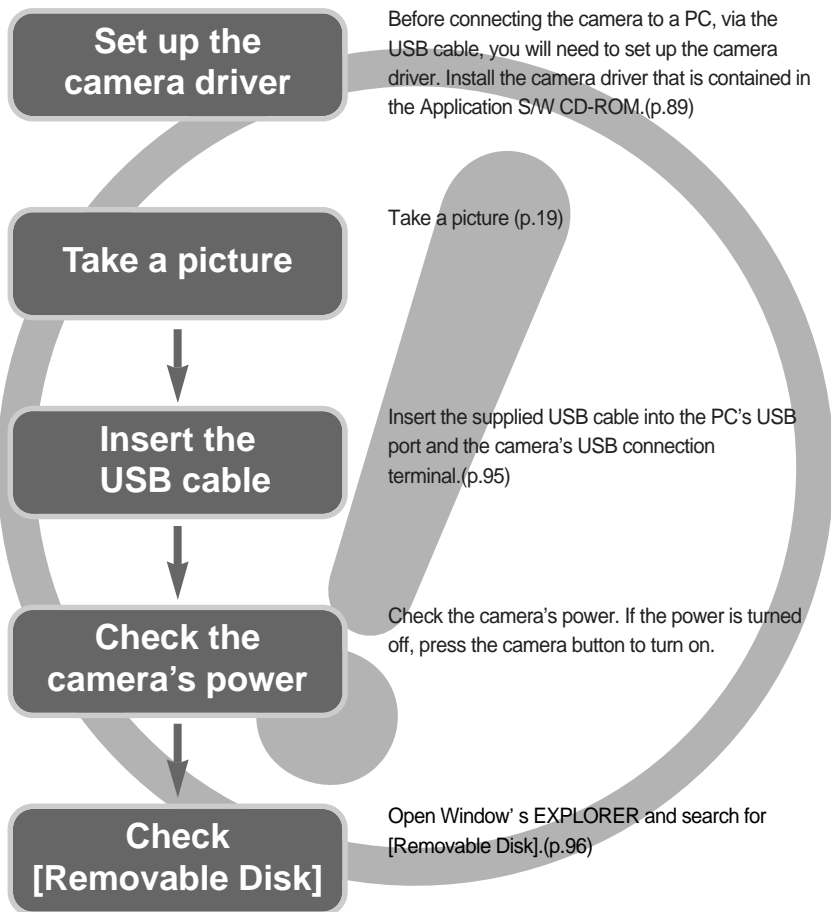 Set up the
camera driver
Before connecting the camera to a PC, via the
USB cable, you will need to set up the camera
driver. Install the camera driver that is contained in
the Application S/W CD-ROM.(p.89)
Take a picture
Take a picture (p.19)
Insert the
USB cable
Insert the supplied USB cable into the PC's USB
port and the camera's USB connection
terminal.(p.95)
Check the
camera's power
Check the camera's power. If the power is turned
off, press the camera button to turn on.
Check
[Removable Disk]
Open Window' s EXPLORER and search for
[Removable Disk].(p.96)